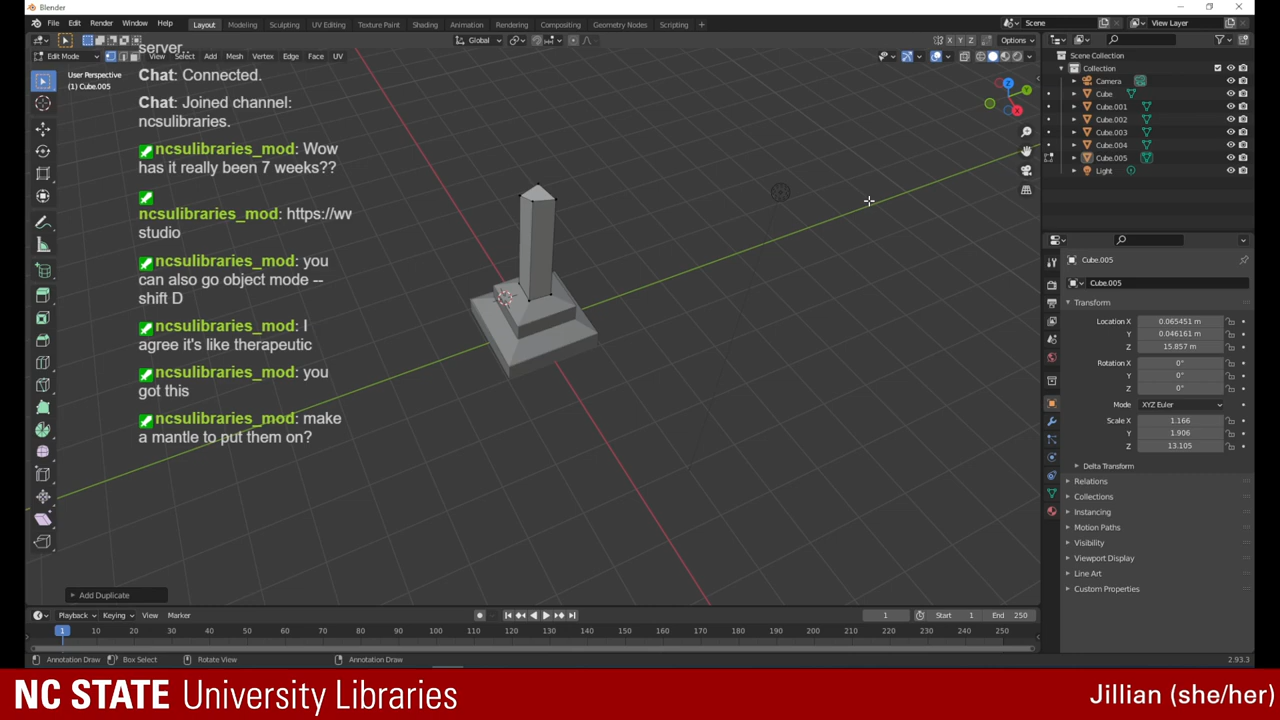 Blender
File Edit Render Window Help Layout Modeling Sculpting UV Editing Texture Paint Shading Animation Rendering Compositing Geometry Nodes Scripting + Scene View Layer
Global X Y Z Options
Edit Mode View Select Add Mesh Vertex Edge Face UV
User Perspective
(1) Cube.005
server..
Chat: Connected.
Chat: Joined channel:
ncsulibraries.
ncsulibraries_mod: Wow
has it really been 7 weeks??
ncsulibraries_mod: https://wv
studio
ncsulibraries_mod: you
can also go object mode --
shift D
ncsulibraries_mod: I
agree it's like therapeutic
ncsulibraries_mod: you
got this
ncsulibraries_mod: make
a mantle to put them on?
Add Duplicate
Scene Collection
Collection
Camera
Cube
Cube.001
Cube.002
Cube.003
Cube.004
Cube.005
Light
Cube.005
Cube.005
Transform
Location X 0.065451 m
Y 0.046161 m
Z 15.857 m
Rotation X 0°
Y 0°
Z 0°
Mode XYZ Euler
Scale X 1.166
Y 1.906
Z 13.105
Delta Transform
Relations
Collections
Instancing
Motion Paths
Visibility
Viewport Display
Line Art
Custom Properties
Playback Keying View Marker 1 Start 1 End 250
1 10 20 30 40 50 60 70 80 90 100 110 120 130 140 150 160 170 180 190 200 210 220 230 240 250
Annotation Draw Box Select Rotate View Annotation Draw 2.93.3
NC STATE University Libraries
Jillian (she/her)